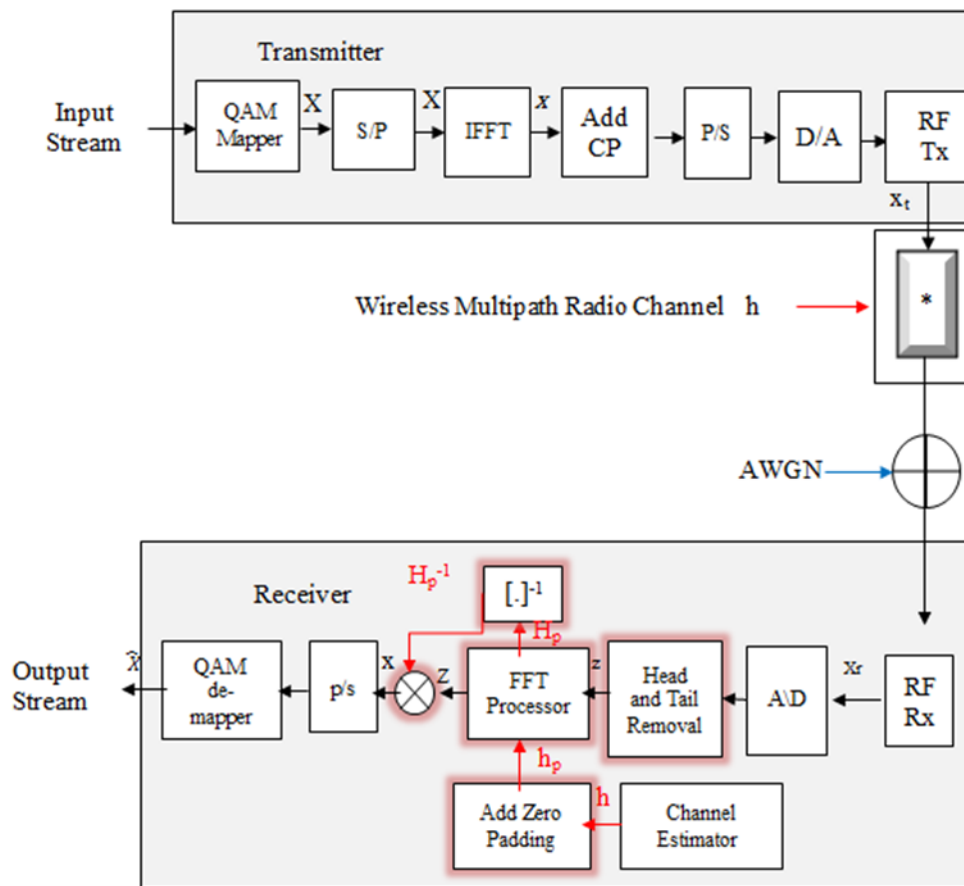 Transmitter
Input
Stream
QAM
Mapper
X
S/P
X
IFFT
x
Add
CP
P/S
D/A
RF
Tx
xₜ
Wireless Multipath Radio Channel h
*
AWGN
Receiver
Hₚ⁻¹
[.]⁻¹
Hₚ
Output
Stream
X̂
QAM
de-
mapper
p/s
x
Z
FFT
Processor
z
Head
and Tail
Removal
A\D
xᵣ
RF
Rx
hₚ
Add Zero
Padding
h
Channel
Estimator